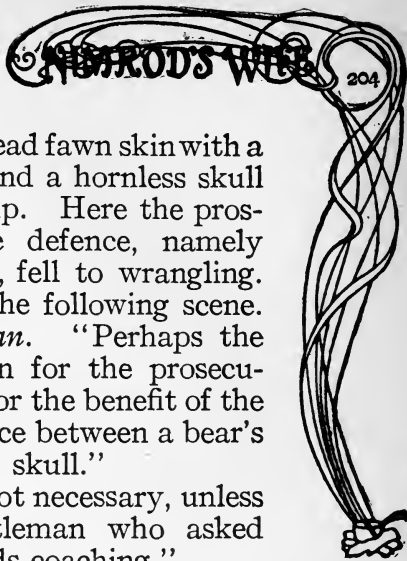 NIMROD'S WIFE 204
ead fawn skin with a
nd a hornless skull
p. Here the pros-
e defence, namely
, fell to wrangling.
he following scene.
an. "Perhaps the
n for the prosecu-
or the benefit of the
ce between a bear's
skull."
ot necessary, unless
tleman who asked
ds coaching."